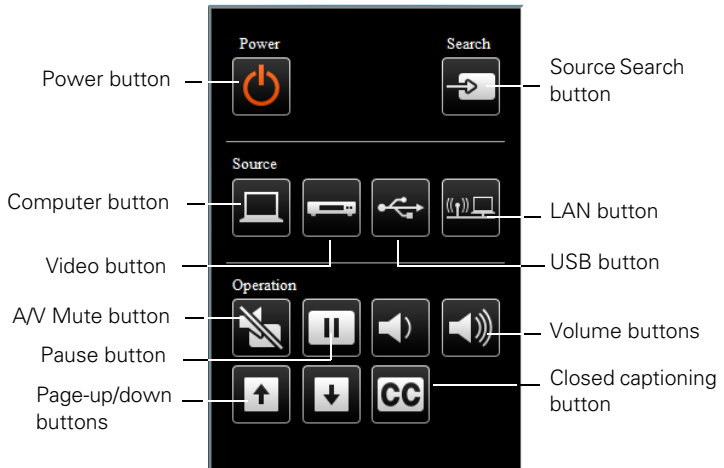 Power
Search
Power button
Source Search
button
Source
Computer button
LAN button
Video button
USB button
Operation
A/V Mute button
Volume buttons
Pause button
Page-up/down
buttons
CC
Closed captioning
button